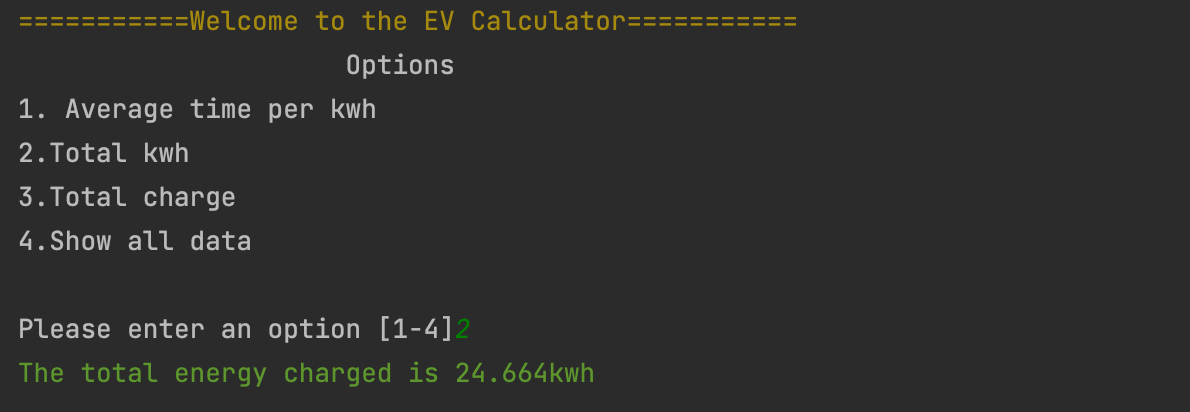 ===========Welcome to the EV Calculator===========
Options
1. Average time per kwh
2.Total kwh
3.Total charge
4.Show all data
Please enter an option [1-4]2
The total energy charged is 24.664kwh